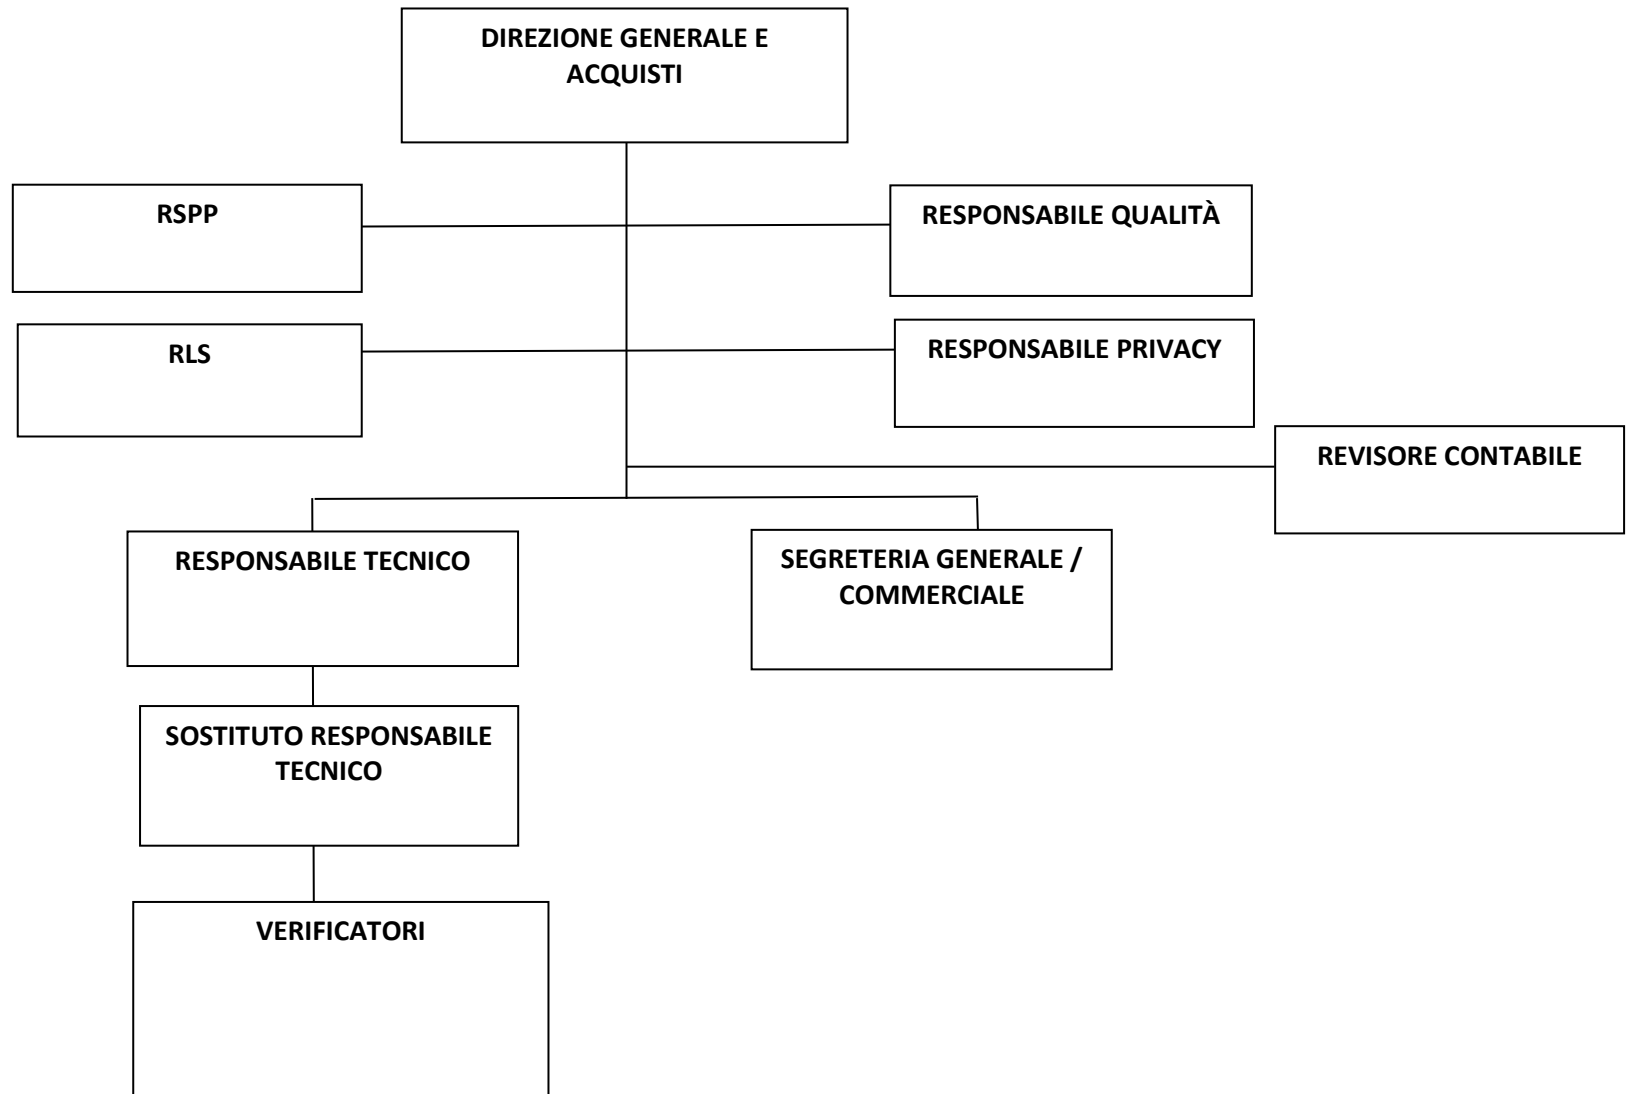 DIREZIONE GENERALE E
ACQUISTI
RSPP
RESPONSABILE QUALITÀ
RLS
RESPONSABILE PRIVACY
REVISORE CONTABILE
RESPONSABILE TECNICO
SEGRETERIA GENERALE /
COMMERCIALE
SOSTITUTO RESPONSABILE
TECNICO
VERIFICATORI